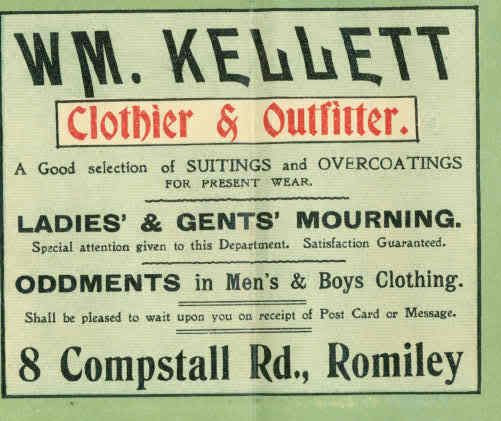 WM. KELLETT
Clothier & Outfitter.
A Good selection of SUITINGS and OVERCOATINGS
FOR PRESENT WEAR.
LADIES' & GENTS' MOURNING.
Special attention given to this Department. Satisfaction Guaranteed.
ODDMENTS in Men's & Boys Clothing.
Shall be pleased to wait upon you on receipt of Post Card or Message.
8 Compstall Rd., Romiley